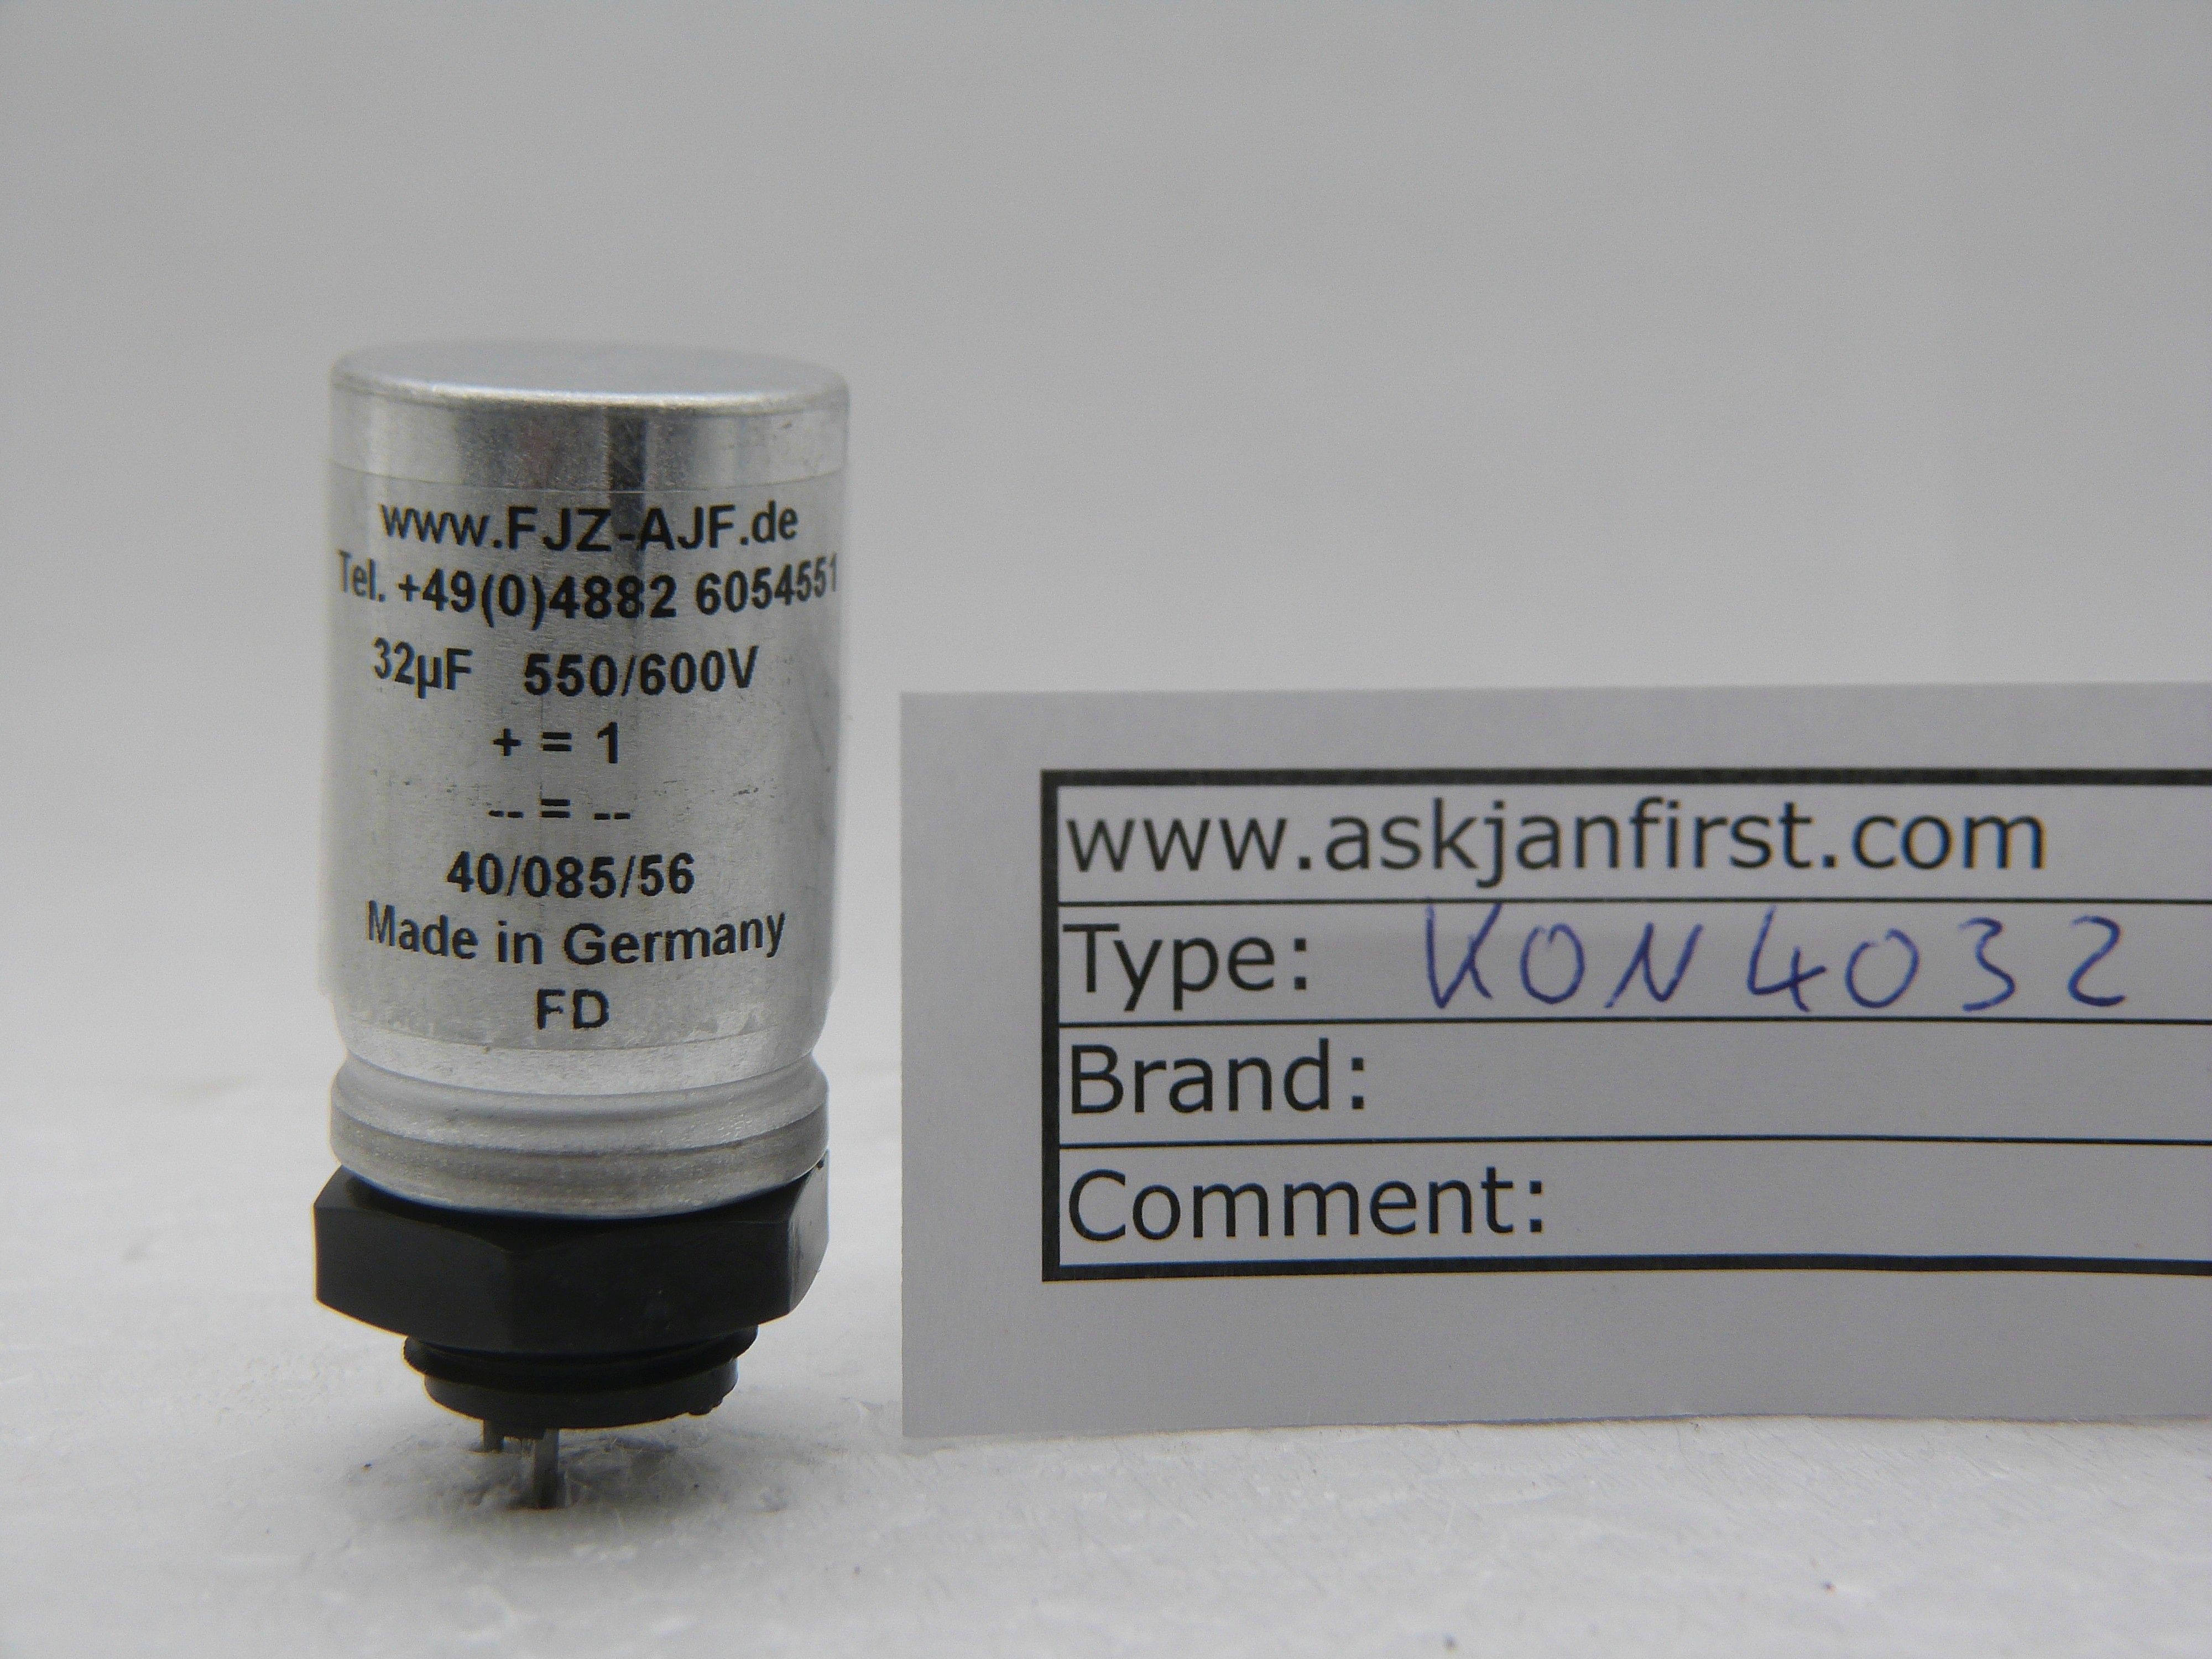 www.FJZ-AJF.de
Tel. +49(0)4882 6054551
32µF 550/600V
+ = 1
-- = --
40/085/56
Made in Germany
FD
www.askjanfirst.com
Type: KON4032
Brand:
Comment: